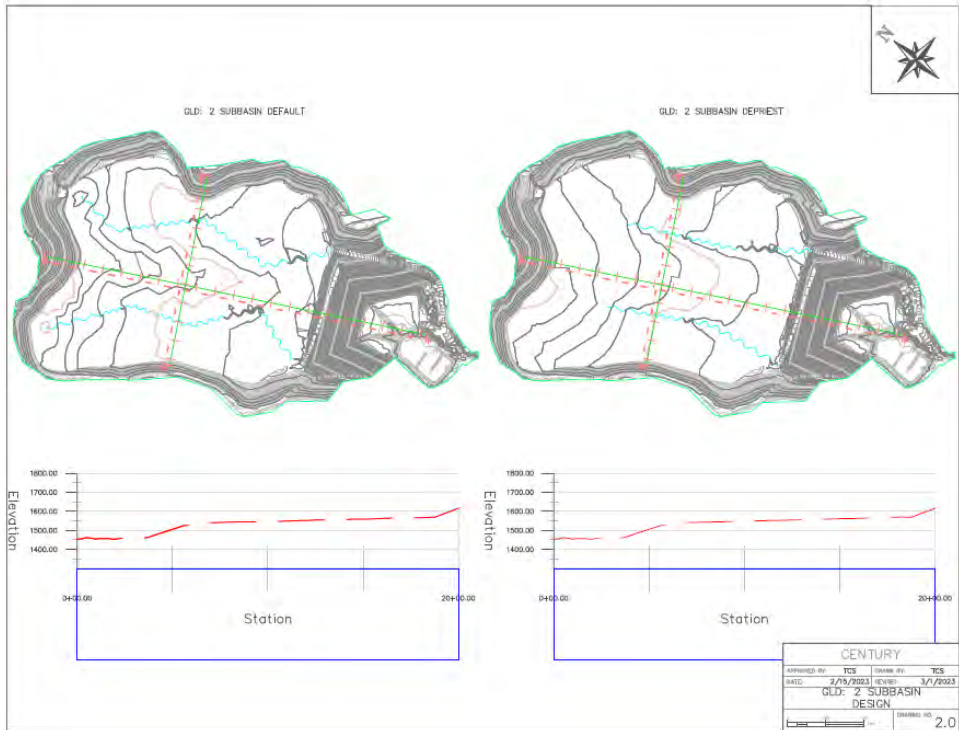 N
GLD: 2 SUBBASIN DEFAULT
GLD: 2 SUBBASIN DEPRIEST
1800.00
1700.00
1600.00
1500.00
1400.00
Elevation
0+00.00
20+00.00
Station
1800.00
1700.00
1600.00
1500.00
1400.00
Elevation
0+00.00
20+00.00
Station
CENTURY
APPROVED BY: TCS DRAWN BY: TCS
DATE: 2/15/2023 REVISED: 3/1/2023
GLD: 2 SUBBASIN
DESIGN
DRAWING NO. 2.0